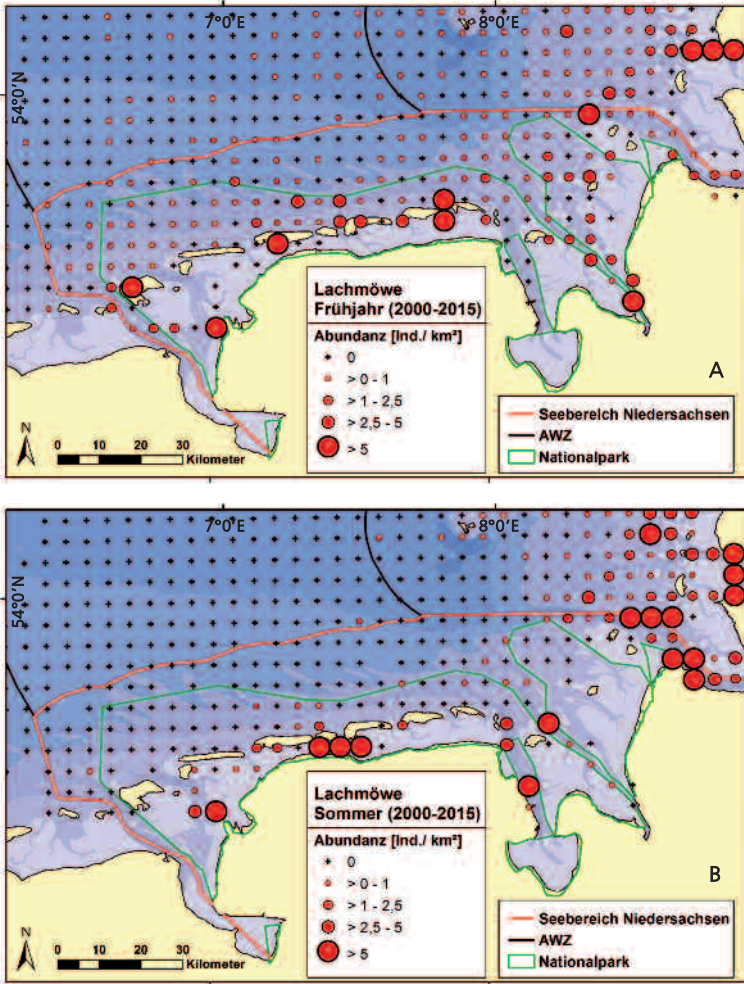 7°0'E
8°0'E
54°0'N
Lachmöwe
Frühjahr (2000-2015)
Abundanz [Ind./ km²]
0
> 0 - 1
> 1 - 2,5
> 2,5 - 5
> 5
A
Seebereich Niedersachsen
AWZ
Nationalpark
N
0 10 20 30
Kilometer
7°0'E
8°0'E
54°0'N
Lachmöwe
Sommer (2000-2015)
Abundanz [Ind./ km²]
0
> 0 - 1
> 1 - 2,5
> 2,5 - 5
> 5
B
Seebereich Niedersachsen
AWZ
Nationalpark
N
0 10 20 30
Kilometer